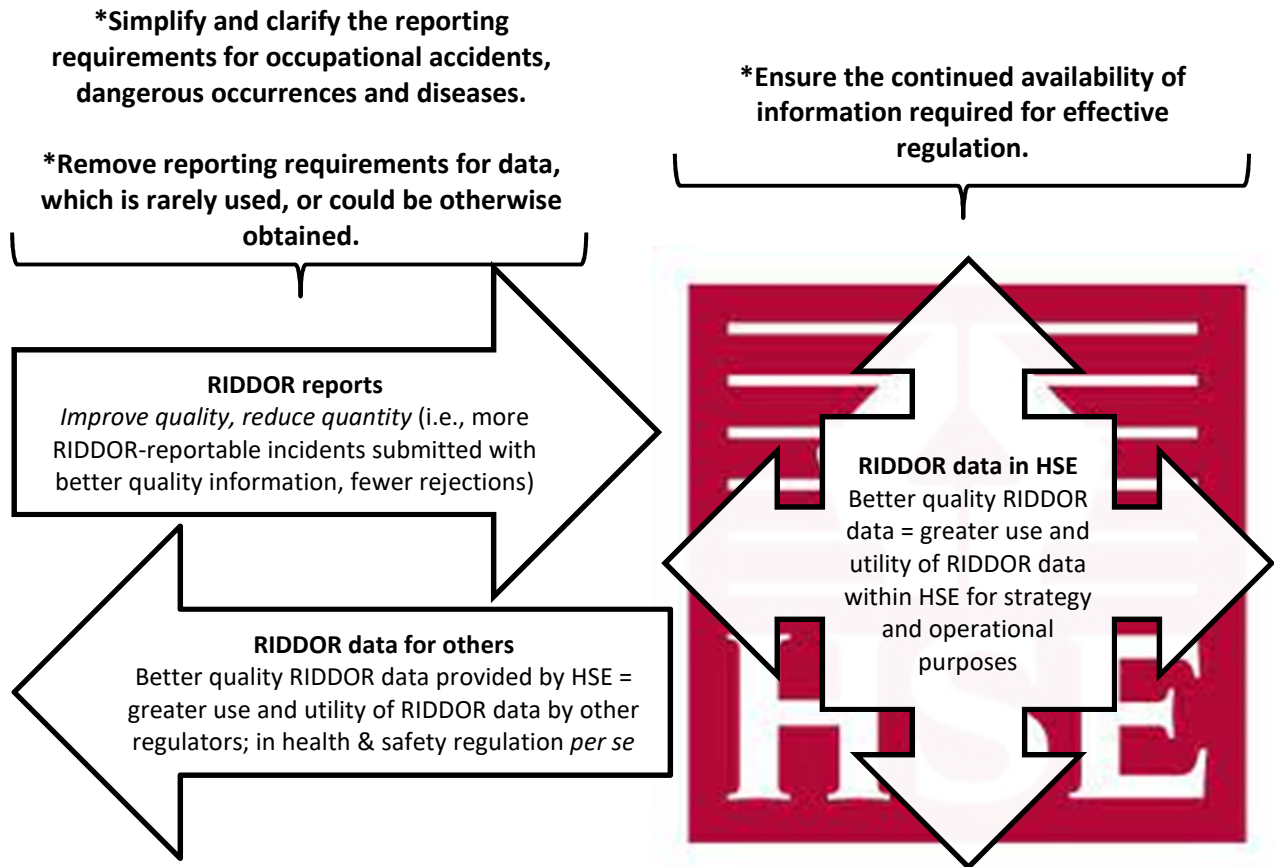 *Simplify and clarify the reporting
requirements for occupational accidents,
dangerous occurrences and diseases.
*Remove reporting requirements for data,
which is rarely used, or could be otherwise
obtained.
*Ensure the continued availability of
information required for effective
regulation.
RIDDOR reports
Improve quality, reduce quantity (i.e., more
RIDDOR-reportable incidents submitted with
better quality information, fewer rejections)
RIDDOR data for others
Better quality RIDDOR data provided by HSE =
greater use and utility of RIDDOR data by other
regulators; in health & safety regulation per se
RIDDOR data in HSE
Better quality RIDDOR
data = greater use and
utility of RIDDOR data
within HSE for strategy
and operational
purposes
HSE